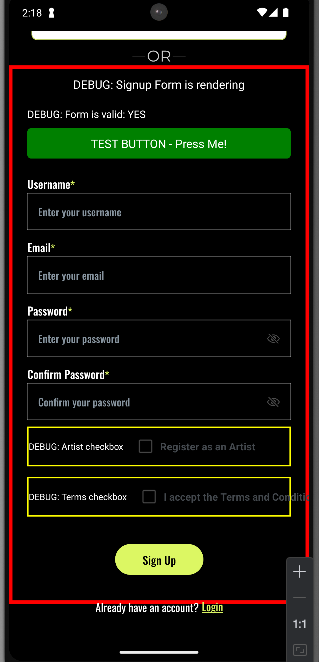 2:18
OR
DEBUG: Signup Form is rendering
DEBUG: Form is valid: YES
TEST BUTTON - Press Me!
Username*
Enter your username
Email*
Enter your email
Password*
Enter your password
Confirm Password*
Confirm your password
DEBUG: Artist checkbox Register as an Artist
DEBUG: Terms checkbox I accept the Terms and Conditi
Sign Up
Already have an account? Login
1:1